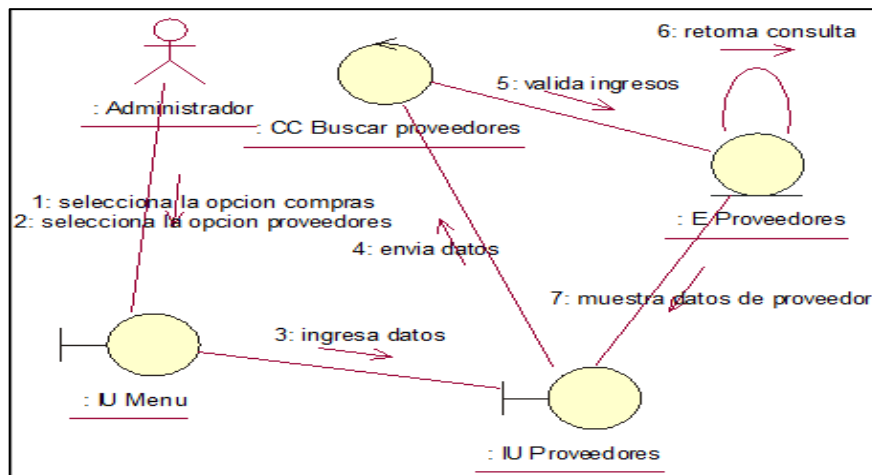 6: retorna consulta
5: valida ingresos
: Administrador
: CC Buscar proveedores
1: selecciona la opcion compras
2: selecciona la opcion proveedores
: E Proveedores
4: envia datos
7: muestra datos de proveedor
3: ingresa datos
: IU Menu
: IU Proveedores